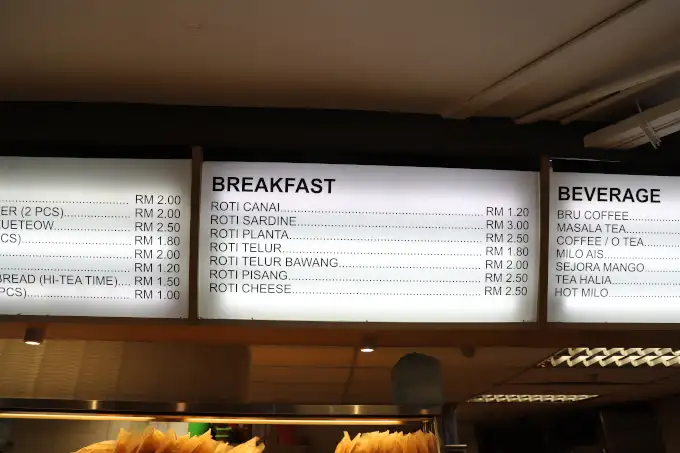 RM 2.00
ER (2 PCS) RM 2.00
UETEOW RM 2.50
CS) RM 1.80
RM 2.00
RM 1.20
BREAD (HI-TEA TIME) RM 1.50
PCS) RM 1.00
BREAKFAST
ROTI CANAI RM 1.20
ROTI SARDINE RM 3.00
ROTI PLANTA RM 2.50
ROTI TELUR RM 1.80
ROTI TELUR BAWANG RM 2.00
ROTI PISANG RM 2.50
ROTI CHEESE RM 2.50
BEVERAGE
BRU COFFEE
MASALA TEA
COFFEE / O TEA
MILO AIS
SEJORA MANGO
TEA HALIA
HOT MILO